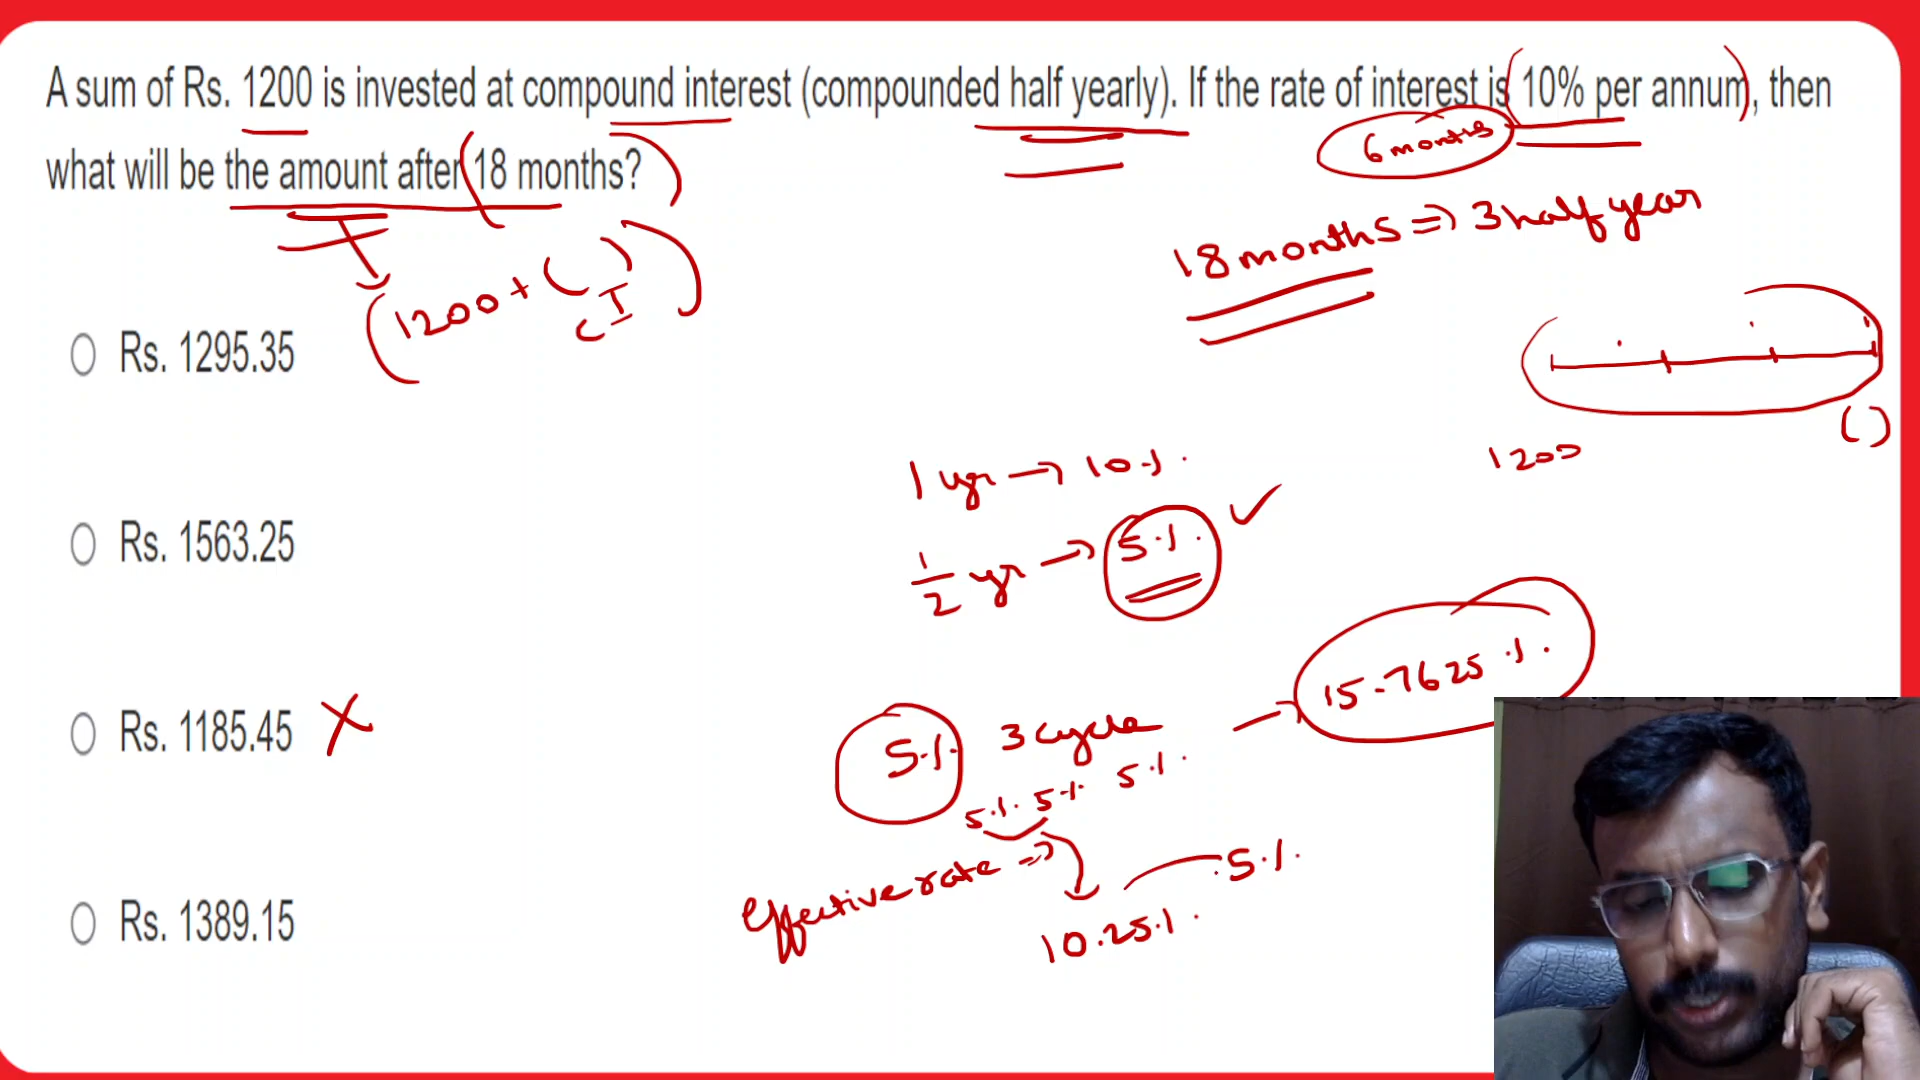 A sum of Rs. 1200 is invested at compound interest (compounded half yearly). If the rate of interest is 10% per annum, then
6 months
what will be the amount after 18 months?
18 months ⇒ 3 half year
(1200 + ( ) )
CI
Rs. 1295.35
( )
1200
1 yr → 10%.
Rs. 1563.25
1/2 yr → 5%. ✓
15.7625%.
Rs. 1185.45 X
5%. 3 cycle →
5%. 5% 5%.
effective rate ⇒
5%.
10.25%.
Rs. 1389.15